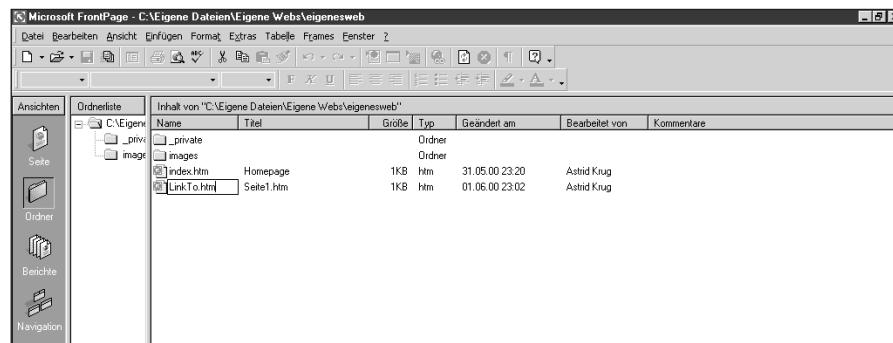 Microsoft FrontPage - C:\Eigene Dateien\Eigene Webs\eigenesweb
Datei Bearbeiten Ansicht Einfügen Format Extras Tabelle Frames Fenster ?
F K U A
Ansichten Ordnerliste Inhalt von "C:\Eigene Dateien\Eigene Webs\eigenesweb"
C:\Eigene Name Titel Größe Typ Geändert am Bearbeitet von Kommentare
_priva _private Ordner
image images Ordner
Seite index.htm Homepage 1KB htm 31.05.00 23:20 Astrid Krug
LinkTo.htm Seite1.htm 1KB htm 01.06.00 23:02 Astrid Krug
Ordner
Berichte
Navigation